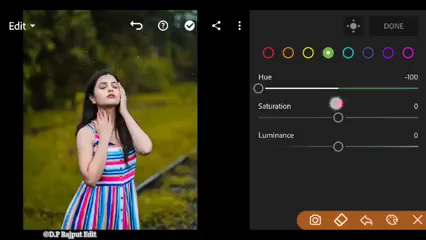 Edit
DONE
Hue -100
Saturation 0
Luminance 0
©D.P Rajput Edit